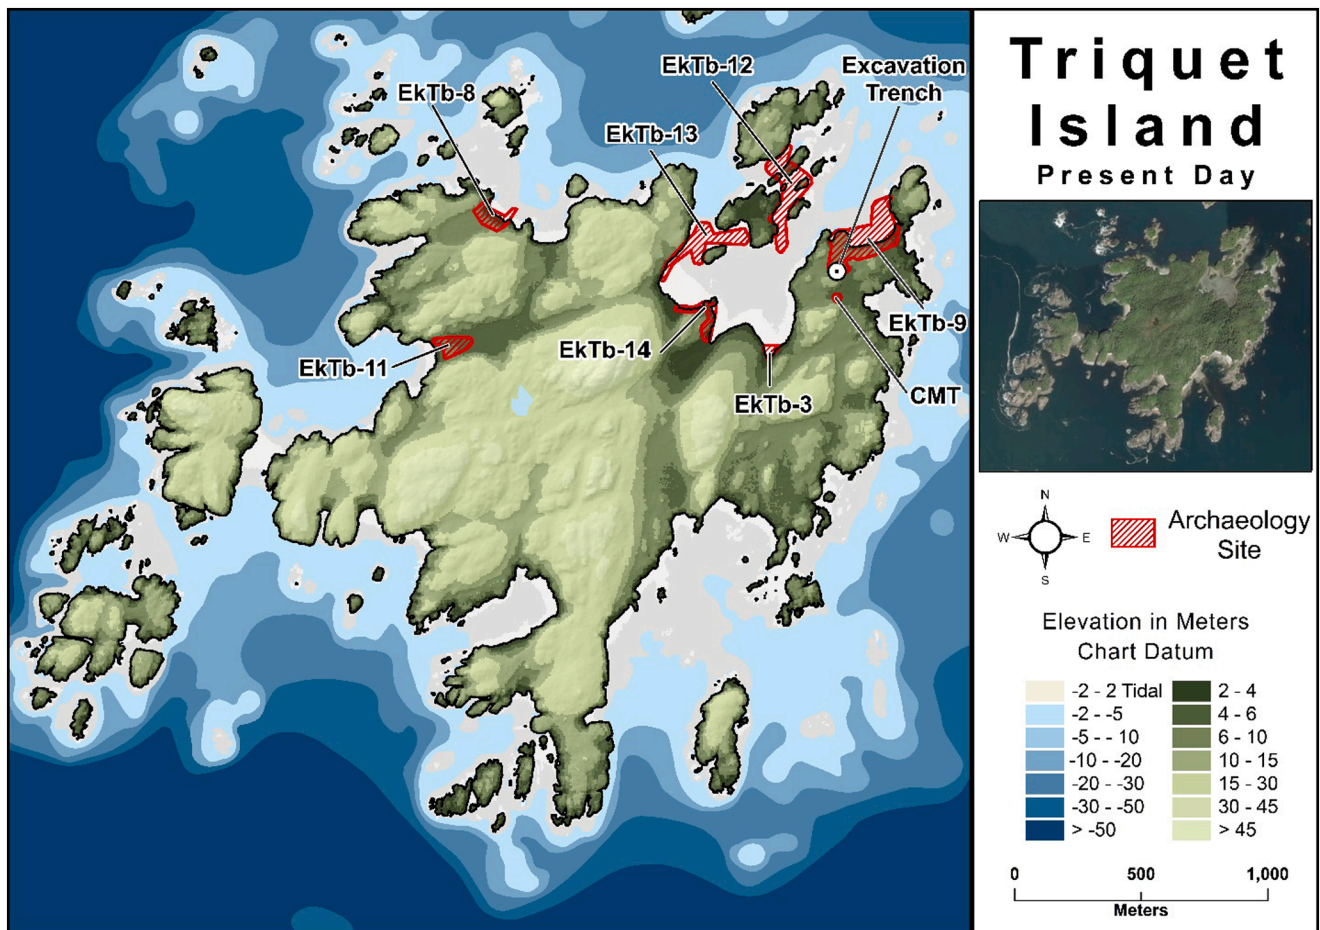 Triquet
Island
Present Day
EkTb-12
Excavation
Trench
EkTb-8
EkTb-13
EkTb-9
EkTb-14
EkTb-11
CMT
EkTb-3
N
W
E
S
Archaeology
Site
Elevation in Meters
Chart Datum
-2 - 2 Tidal
-2 - -5
-5 - - 10
-10 - -20
-20 - -30
-30 - -50
> -50
2 - 4
4 - 6
6 - 10
10 - 15
15 - 30
30 - 45
> 45
0
500
1,000
Meters